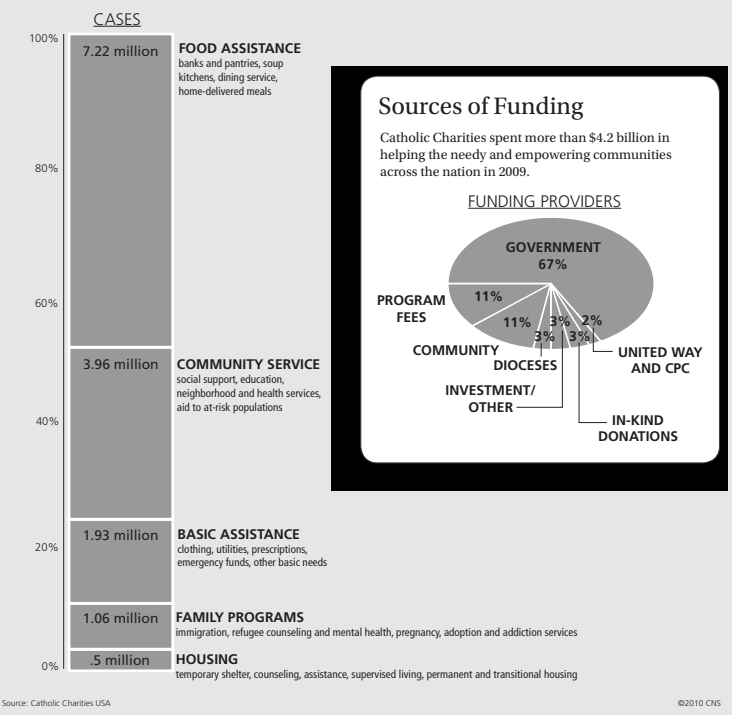 CASES
100%
80%
60%
40%
20%
0%
7.22 million
FOOD ASSISTANCE
banks and pantries, soup
kitchens, dining service,
home-delivered meals
3.96 million
COMMUNITY SERVICE
social support, education,
neighborhood and health services,
aid to at-risk populations
1.93 million
BASIC ASSISTANCE
clothing, utilities, prescriptions,
emergency funds, other basic needs
1.06 million
FAMILY PROGRAMS
immigration, refugee counseling and mental health, pregnancy, adoption and addiction services
.5 million
HOUSING
temporary shelter, counseling, assistance, supervised living, permanent and transitional housing
Sources of Funding
Catholic Charities spent more than $4.2 billion in
helping the needy and empowering communities
across the nation in 2009.
FUNDING PROVIDERS
GOVERNMENT
67%
PROGRAM
FEES
11%
COMMUNITY
11%
DIOCESES
3%
INVESTMENT/
OTHER
3%
IN-KIND
DONATIONS
3%
UNITED WAY
AND CPC
2%
Source: Catholic Charities USA
©2010 CNS